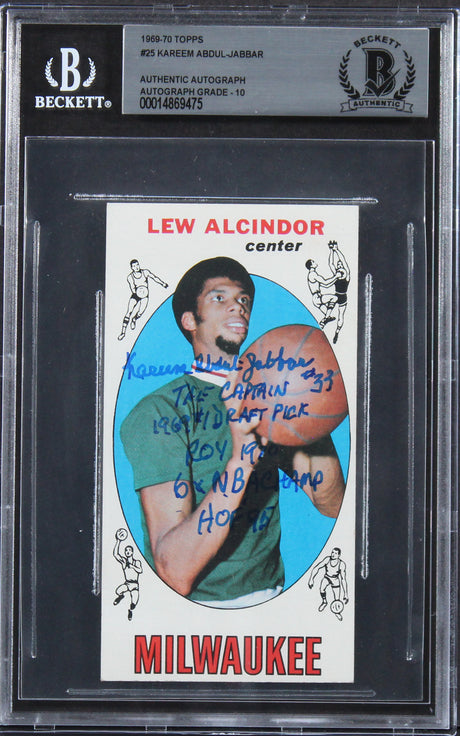 1969-70 TOPPS
#25 KAREEM ABDUL-JABBAR
AUTHENTIC AUTOGRAPH
AUTOGRAPH GRADE - 10
00014869475
B
BECKETT®
BECKETT
B
AUTHENTIC
LEW ALCINDOR
center
Kareem Abdul-Jabbar #33
THE CAPTAIN
1969 #1 DRAFT PICK
ROY
6x NBA CHAMP
HOF 95
MILWAUKEE